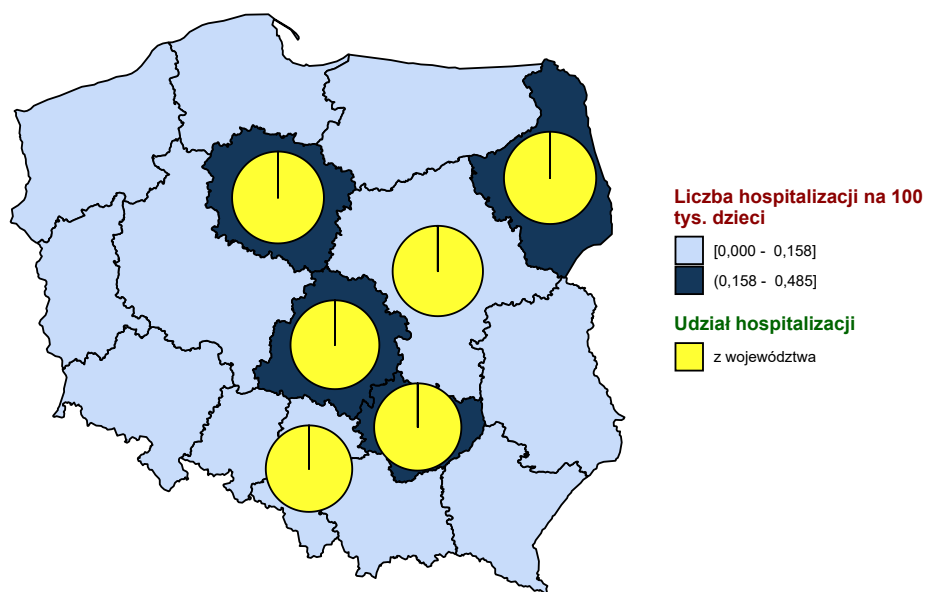 Liczba hospitalizacji na 100
tys. dzieci
[0,000 - 0,158]
(0,158 - 0,485]
Udział hospitalizacji
z województwa